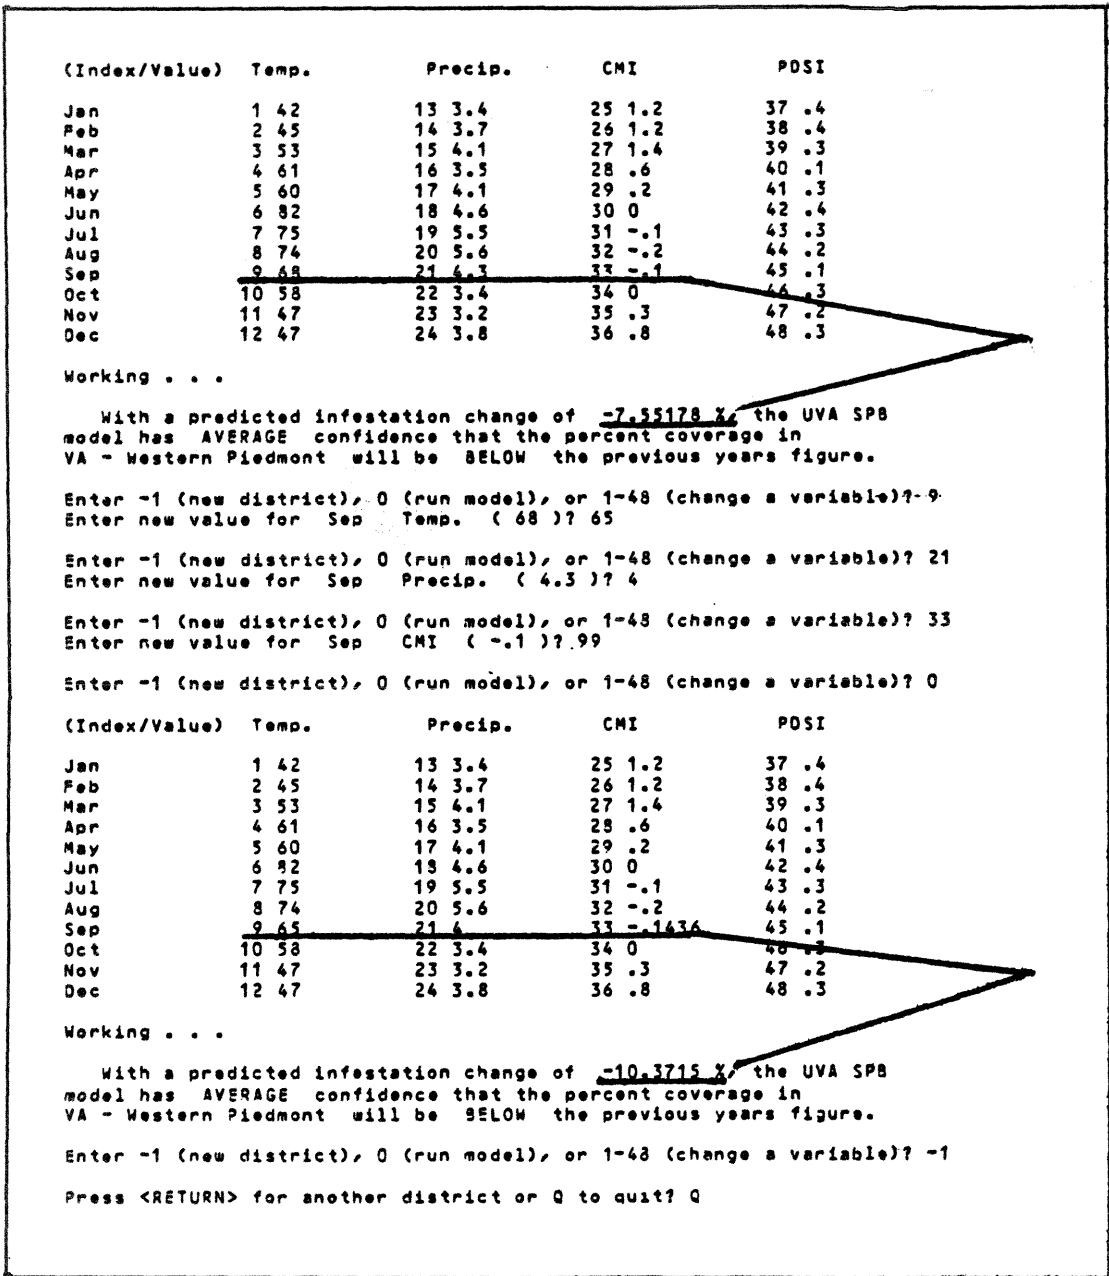 (Index/Value) Temp. Precip. CMI PDSI
Jan 1 42 13 3.4 25 1.2 37 .4
Feb 2 45 14 3.7 26 1.2 38 .4
Mar 3 53 15 4.1 27 1.4 39 .3
Apr 4 61 16 3.5 28 .6 40 .1
May 5 60 17 4.1 29 .2 41 .3
Jun 6 82 18 4.6 30 0 42 .4
Jul 7 75 19 5.5 31 -.1 43 .3
Aug 8 74 20 5.6 32 -.2 44 .2
Sep 9 68 21 4.3 33 -.1 45 .1
Oct 10 58 22 3.4 34 0 46 .3
Nov 11 47 23 3.2 35 .3 47 .2
Dec 12 47 24 3.8 36 .8 48 .3
Working . . .
With a predicted infestation change of -7.55178 %, the UVA SPB
model has AVERAGE confidence that the percent coverage in
VA - Western Piedmont will be BELOW the previous years figure.
Enter -1 (new district), 0 (run model), or 1-48 (change a variable)? 9
Enter new value for Sep Temp. ( 68 )? 65
Enter -1 (new district), 0 (run model), or 1-48 (change a variable)? 21
Enter new value for Sep Precip. ( 4.3 )? 4
Enter -1 (new district), 0 (run model), or 1-48 (change a variable)? 33
Enter new value for Sep CMI ( -.1 )? 99
Enter -1 (new district), 0 (run model), or 1-48 (change a variable)? 0
(Index/Value) Temp. Precip. CMI PDSI
Jan 1 42 13 3.4 25 1.2 37 .4
Feb 2 45 14 3.7 26 1.2 38 .4
Mar 3 53 15 4.1 27 1.4 39 .3
Apr 4 61 16 3.5 28 .6 40 .1
May 5 60 17 4.1 29 .2 41 .3
Jun 6 82 18 4.6 30 0 42 .4
Jul 7 75 19 5.5 31 -.1 43 .3
Aug 8 74 20 5.6 32 -.2 44 .2
Sep 9 65 21 4 33 -.1436 45 .1
Oct 10 58 22 3.4 34 0 46 .3
Nov 11 47 23 3.2 35 .3 47 .2
Dec 12 47 24 3.8 36 .8 48 .3
Working . . .
With a predicted infestation change of -10.3715 %, the UVA SPB
model has AVERAGE confidence that the percent coverage in
VA - Western Piedmont will be BELOW the previous years figure.
Enter -1 (new district), 0 (run model), or 1-48 (change a variable)? -1
Press <RETURN> for another district or Q to quit? Q